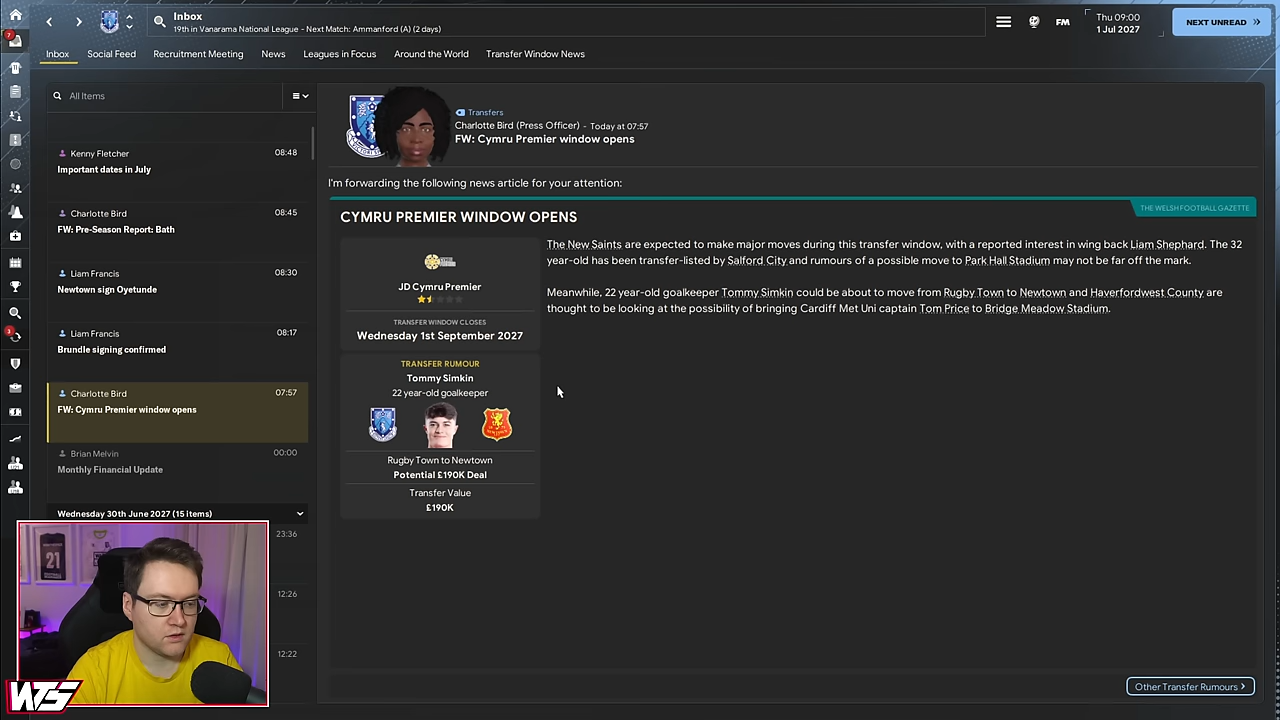 Inbox
19th in Vanarama National League - Next Match: Ammanford (A) (2 days)
FM
Thu 09:00
1 Jul 2027
NEXT UNREAD
7
Inbox
Social Feed
Recruitment Meeting
News
Leagues in Focus
Around the World
Transfer Window News
All Items
Kenny Fletcher
08:48
Important dates in July
Charlotte Bird
08:45
FW: Pre-Season Report: Bath
Liam Francis
08:30
Newtown sign Oyetunde
Liam Francis
08:17
Brundle signing confirmed
3
Charlotte Bird
07:57
FW: Cymru Premier window opens
Brian Melvin
00:00
Monthly Financial Update
Wednesday 30th June 2027 (15 items)
23:36
12:26
12:22
Transfers
Charlotte Bird (Press Officer) - Today at 07:57
FW: Cymru Premier window opens
I'm forwarding the following news article for your attention:
THE WELSH FOOTBALL GAZETTE
CYMRU PREMIER WINDOW OPENS
JD Cymru Premier
TRANSFER WINDOW CLOSES
Wednesday 1st September 2027
TRANSFER RUMOUR
Tommy Simkin
22 year-old goalkeeper
Rugby Town to Newtown
Potential £190K Deal
Transfer Value
£190K
The New Saints are expected to make major moves during this transfer window, with a reported interest in wing back Liam Shephard. The 32
year-old has been transfer-listed by Salford City and rumours of a possible move to Park Hall Stadium may not be far off the mark.
Meanwhile, 22 year-old goalkeeper Tommy Simkin could be about to move from Rugby Town to Newtown and Haverfordwest County are
thought to be looking at the possibility of bringing Cardiff Met Uni captain Tom Price to Bridge Meadow Stadium.
Other Transfer Rumours
21
WTS